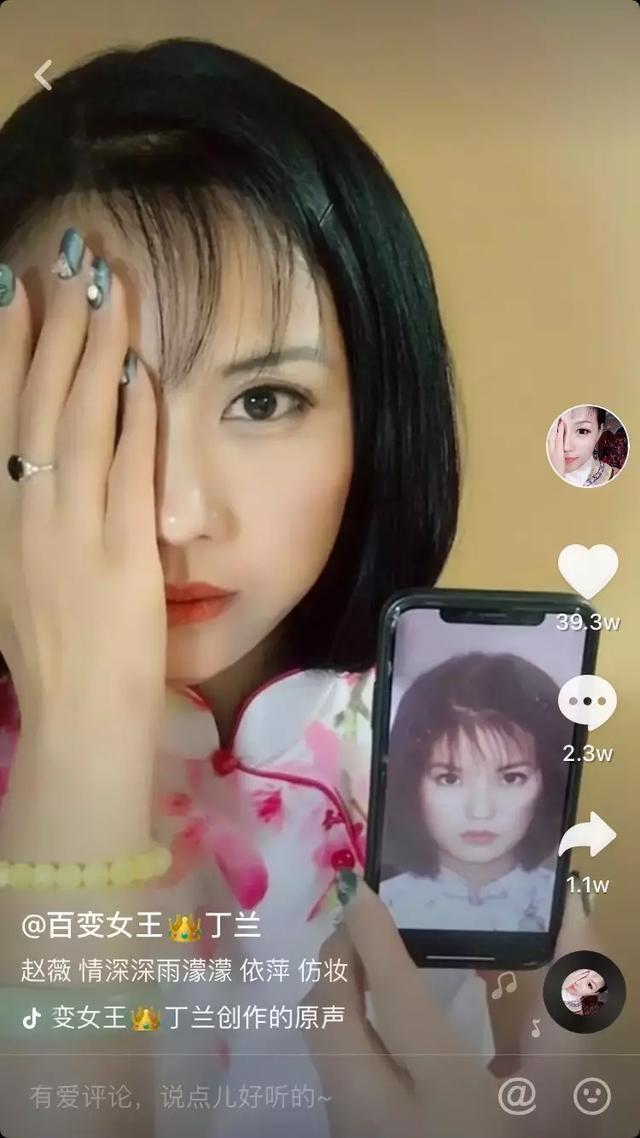 39.3w
2.3w
1.1w
@百变女王👑丁兰
赵薇 情深深雨濛濛 依萍 仿妆
变女王👑丁兰创作的原声
有爱评论，说点儿好听的~